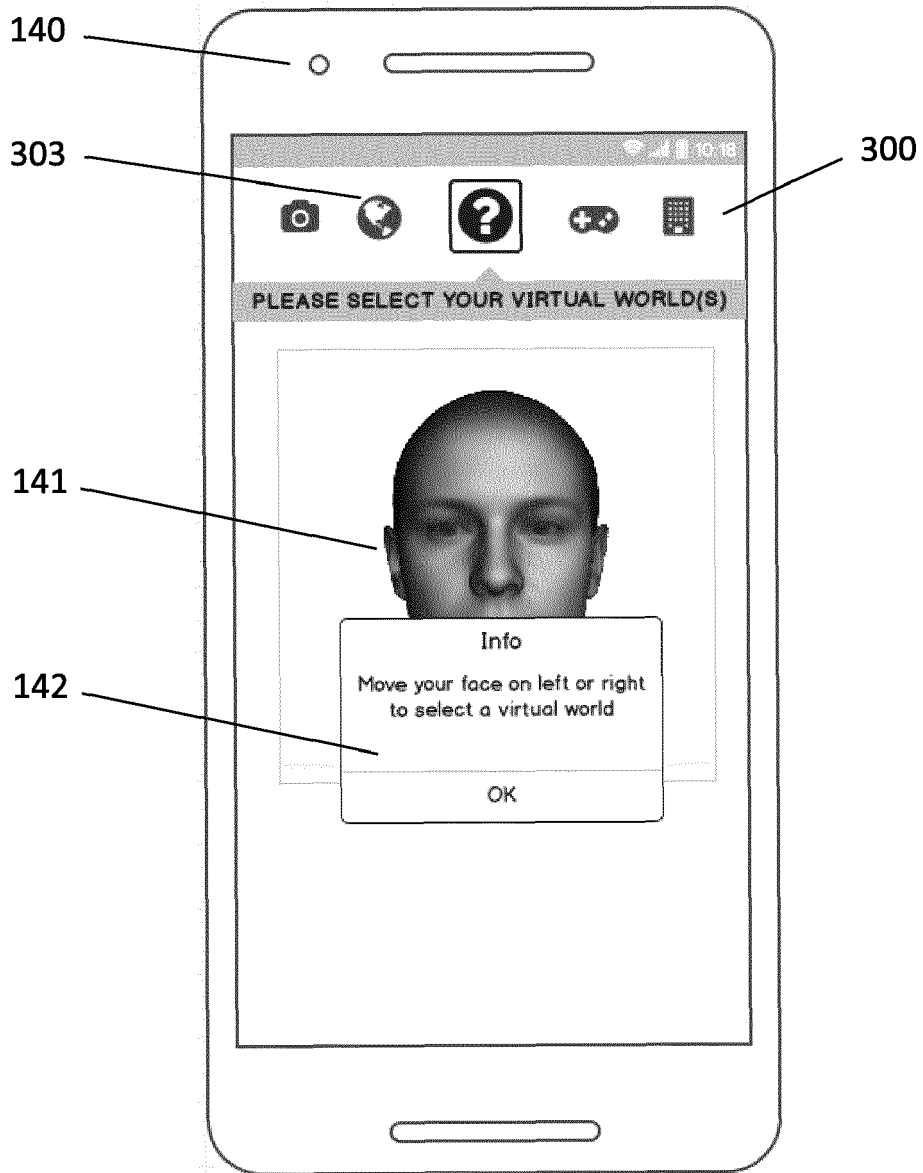 140
10:18
303
300
?
PLEASE SELECT YOUR VIRTUAL WORLD(S)
141
Info
Move your face on left or right
to select a virtual world
142
OK